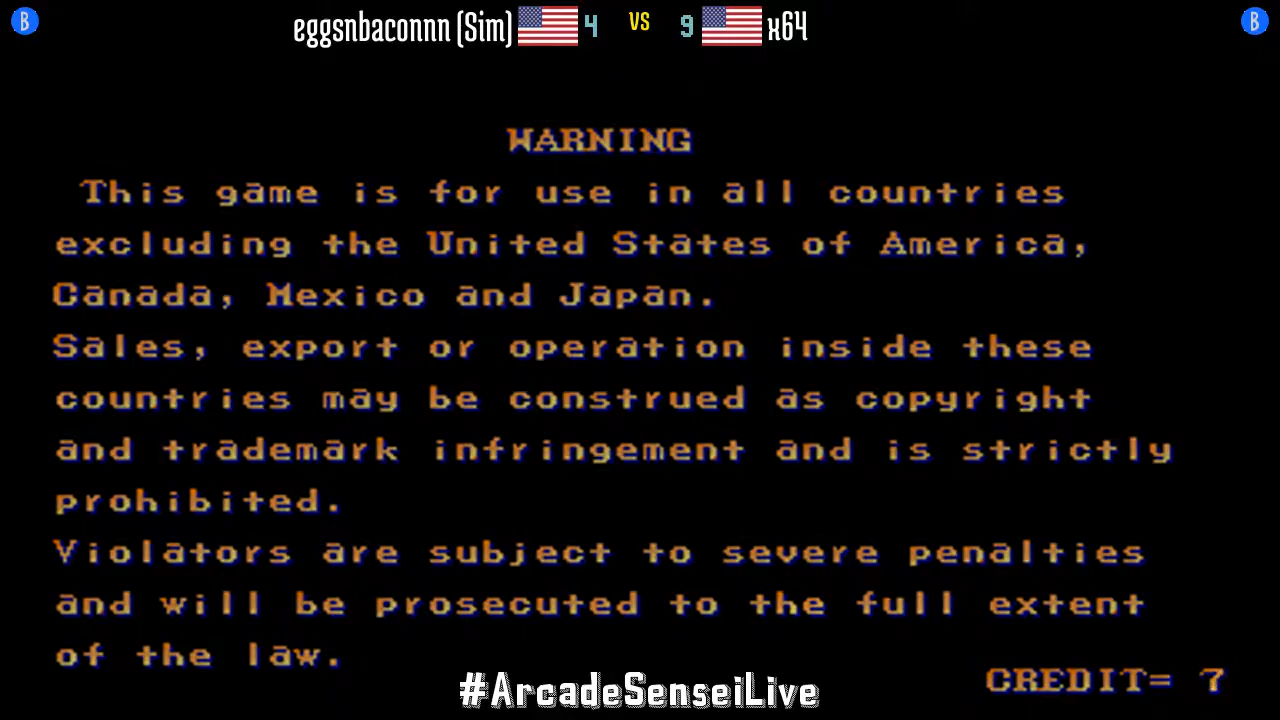 B eggsnbaconnn (Sim) 4 VS 9 x64 B
WARNING
This game is for use in all countries
excluding the United States of America,
Canada, Mexico and Japan.
Sales, export or operation inside these
countries may be construed as copyright
and trademark infringement and is strictly
prohibited.
Violators are subject to severe penalties
and will be prosecuted to the full extent
of the law.
#ArcadeSenseiLive
CREDIT= 7